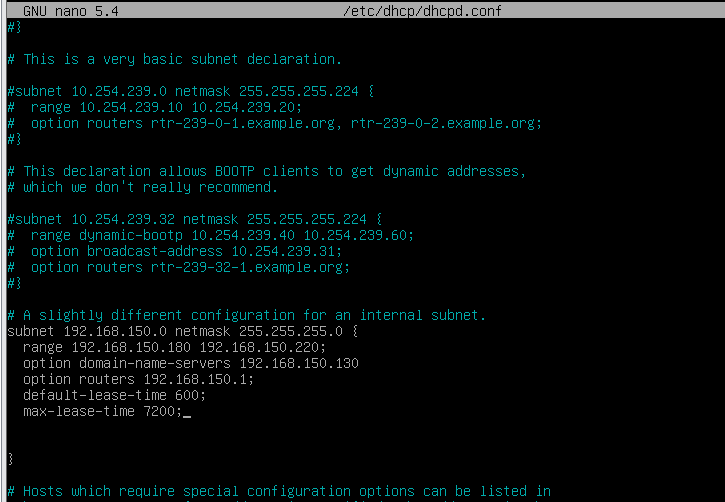 GNU nano 5.4 /etc/dhcp/dhcpd.conf
#}
# This is a very basic subnet declaration.
#subnet 10.254.239.0 netmask 255.255.255.224 {
#  range 10.254.239.10 10.254.239.20;
#  option routers rtr-239-0-1.example.org, rtr-239-0-2.example.org;
#}
# This declaration allows BOOTP clients to get dynamic addresses,
# which we don't really recommend.
#subnet 10.254.239.32 netmask 255.255.255.224 {
#  range dynamic-bootp 10.254.239.40 10.254.239.60;
#  option broadcast-address 10.254.239.31;
#  option routers rtr-239-32-1.example.org;
#}
# A slightly different configuration for an internal subnet.
subnet 192.168.150.0 netmask 255.255.255.0 {
  range 192.168.150.180 192.168.150.220;
  option domain-name-servers 192.168.150.130
  option routers 192.168.150.1;
  default-lease-time 600;
  max-lease-time 7200;_
}
# Hosts which require special configuration options can be listed in